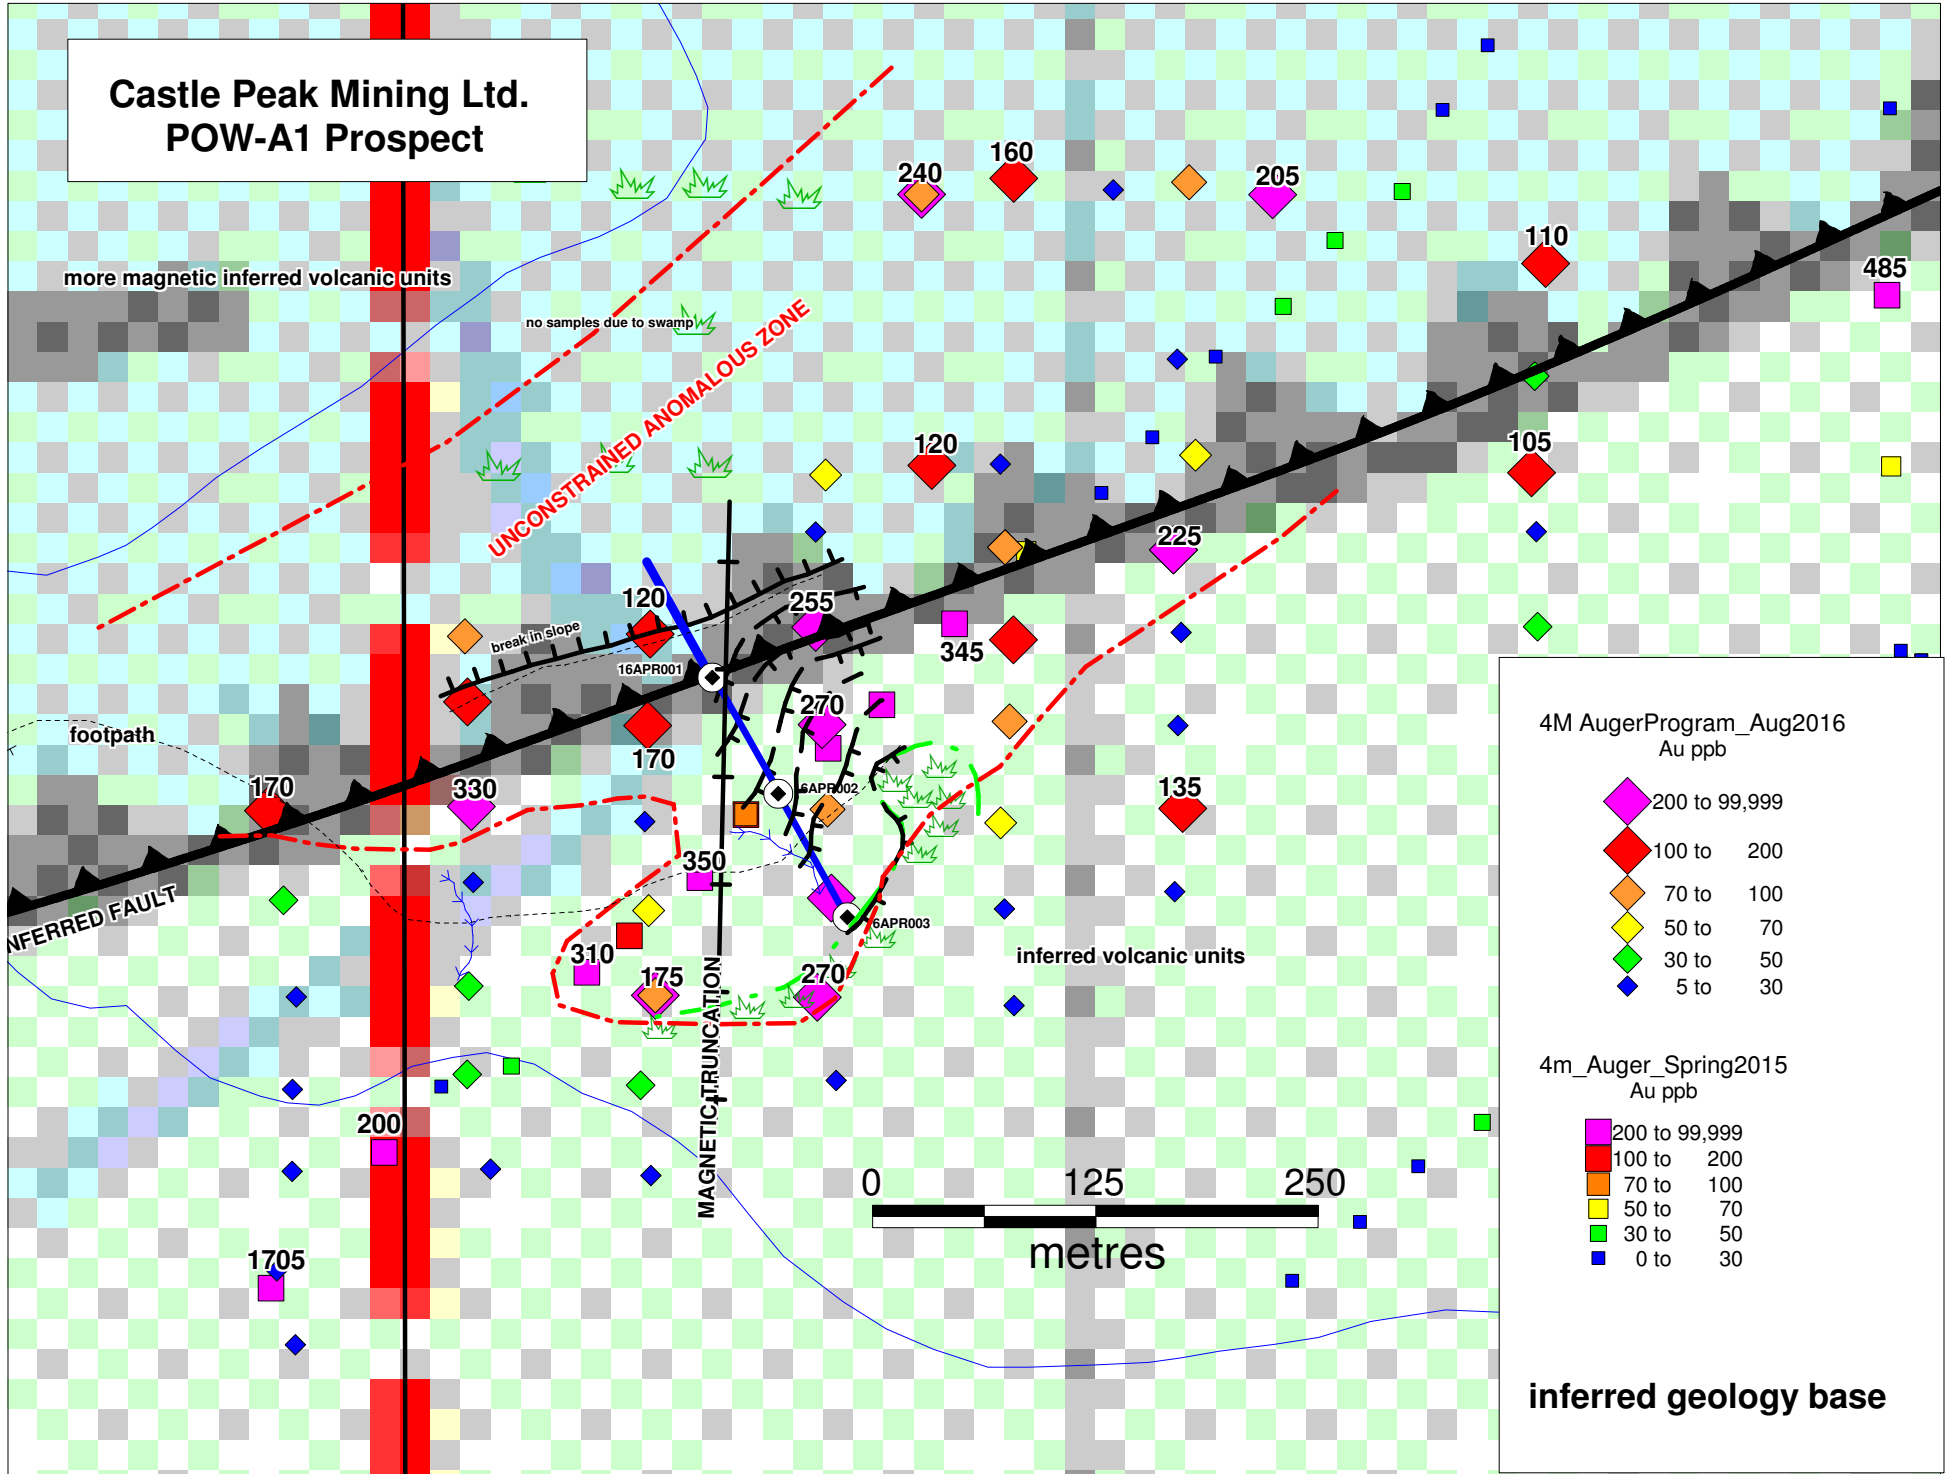 Castle Peak Mining Ltd.
POW-A1 Prospect
160
240
205
110
485
more magnetic inferred volcanic units
no samples due to swamp
UNCONSTRAINED ANOMALOUS ZONE
120
105
225
120
255
break in slope
345
16APR001
270
footpath
170
170
330
6APR002
135
350
NFERRED FAULT
6APR003
310
175
270
inferred volcanic units
MAGNETIC TRUNCATION
200
1705
0 125 250
metres
4M AugerProgram_Aug2016
Au ppb
200 to 99,999
100 to 200
70 to 100
50 to 70
30 to 50
5 to 30
4m_Auger_Spring2015
Au ppb
200 to 99,999
100 to 200
70 to 100
50 to 70
30 to 50
0 to 30
inferred geology base